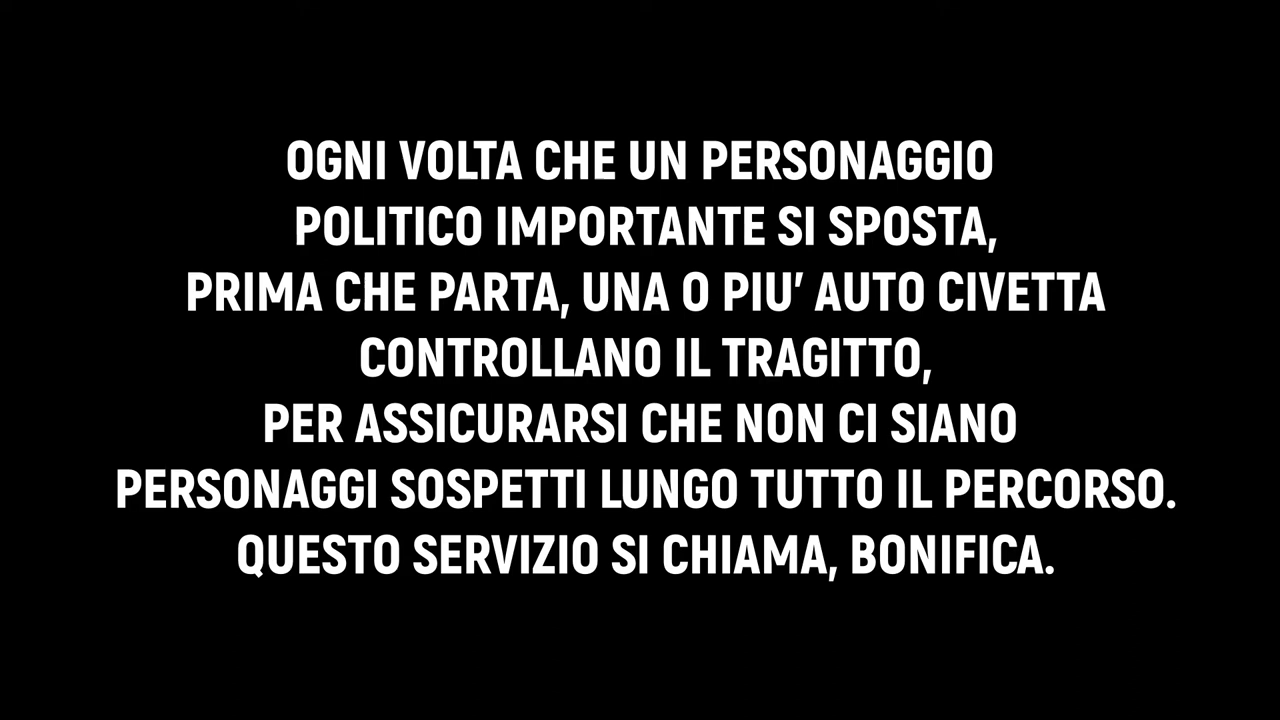 OGNI VOLTA CHE UN PERSONAGGIO
POLITICO IMPORTANTE SI SPOSTA,
PRIMA CHE PARTA, UNA O PIU’ AUTO CIVETTA
CONTROLLANO IL TRAGITTO,
PER ASSICURARSI CHE NON CI SIANO
PERSONAGGI SOSPETTI LUNGO TUTTO IL PERCORSO.
QUESTO SERVIZIO SI CHIAMA, BONIFICA.